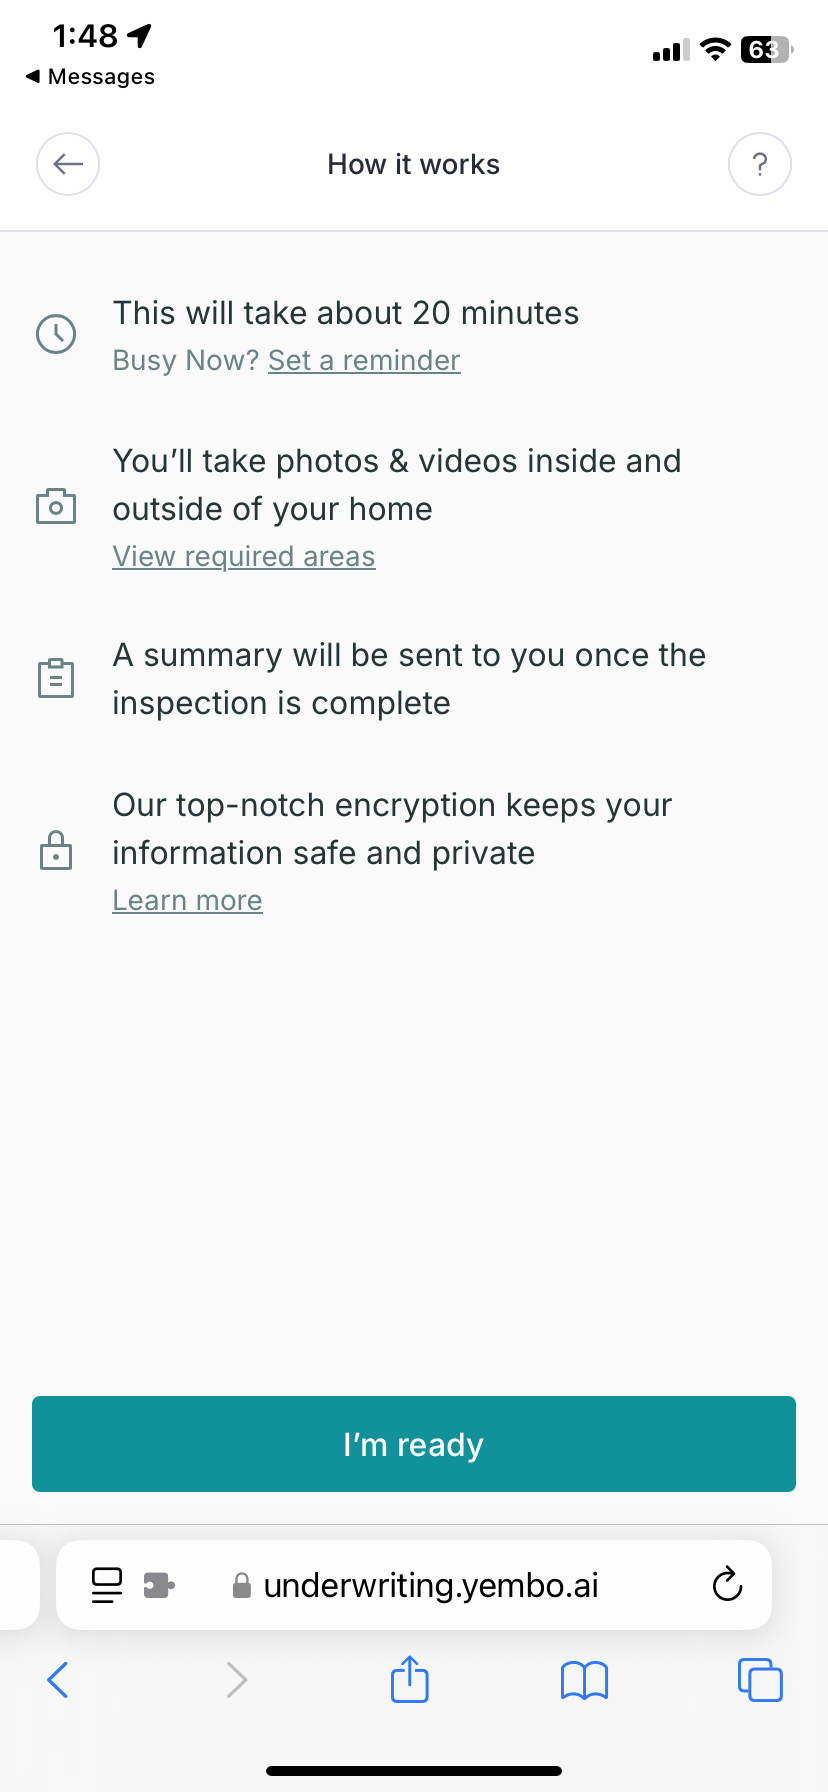 1:48
63
◀ Messages
How it works
?
This will take about 20 minutes
Busy Now? Set a reminder
You’ll take photos & videos inside and
outside of your home
View required areas
A summary will be sent to you once the
inspection is complete
Our top-notch encryption keeps your
information safe and private
Learn more
I’m ready
underwriting.yembo.ai